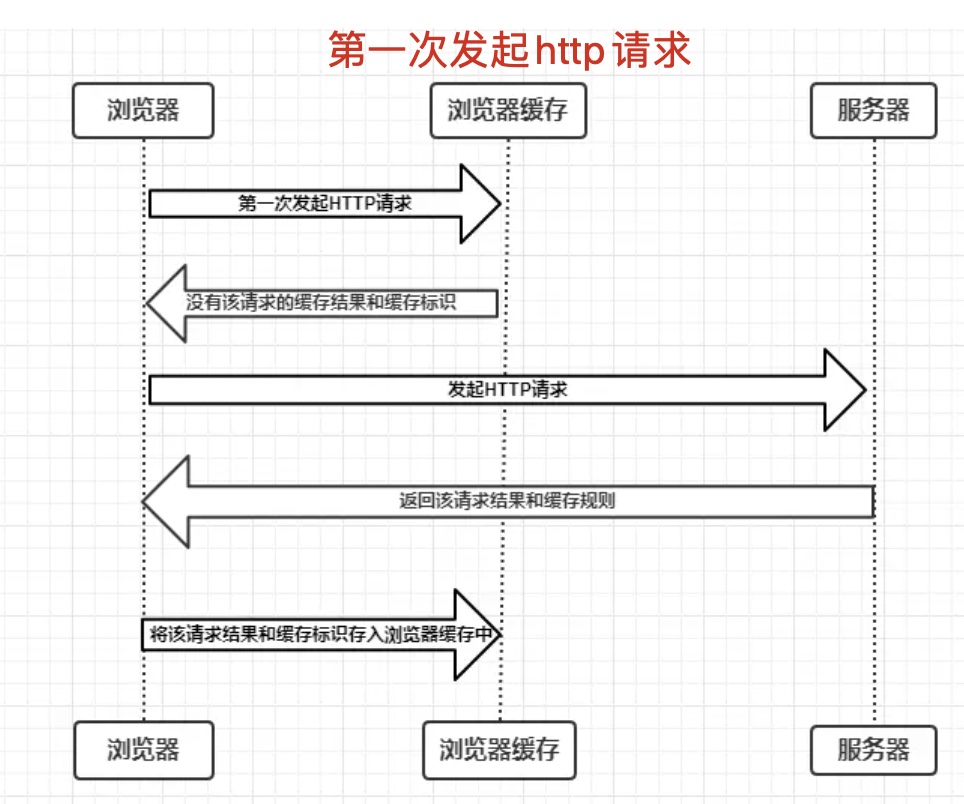 第一次发起http请求
浏览器 浏览器缓存 服务器
第一次发起HTTP请求
没有该请求的缓存结果和缓存标识
发起HTTP请求
返回该请求结果和缓存规则
将该请求结果和缓存标识存入浏览器缓存中
浏览器 浏览器缓存 服务器